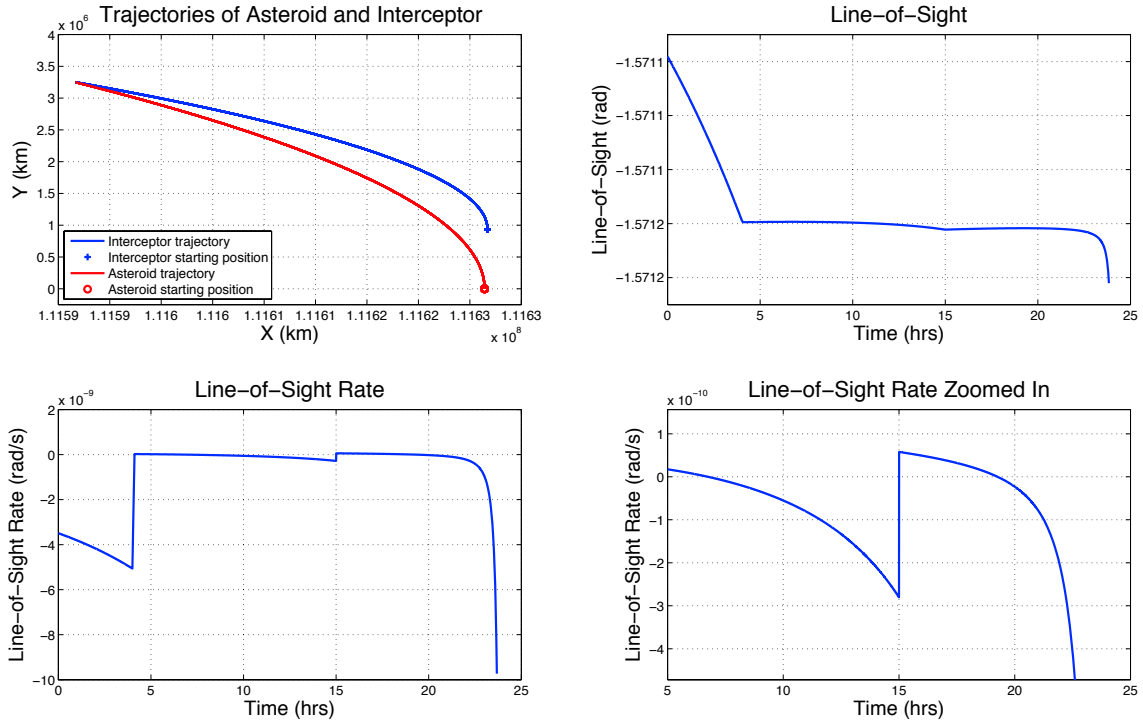 Trajectories of Asteroid and Interceptor
x 10⁶
4
3.5
3
2.5
2
1.5
1
0.5
0
Y (km)
Interceptor trajectory
Interceptor starting position
Asteroid trajectory
Asteroid starting position
1.1159 1.1159 1.116 1.116 1.1161 1.1161 1.1162 1.1162 1.1163 1.1163
X (km)
x 10⁸
Line−of−Sight
−1.5711
−1.5711
−1.5711
−1.5712
−1.5712
Line−of−Sight (rad)
0 5 10 15 20 25
Time (hrs)
Line−of−Sight Rate
x 10⁻⁹
2
0
−2
−4
−6
−8
−10
Line−of−Sight Rate (rad/s)
0 5 10 15 20 25
Time (hrs)
Line−of−Sight Rate Zoomed In
x 10⁻¹⁰
1
0
−1
−2
−3
−4
Line−of−Sight Rate (rad/s)
5 10 15 20 25
Time (hrs)